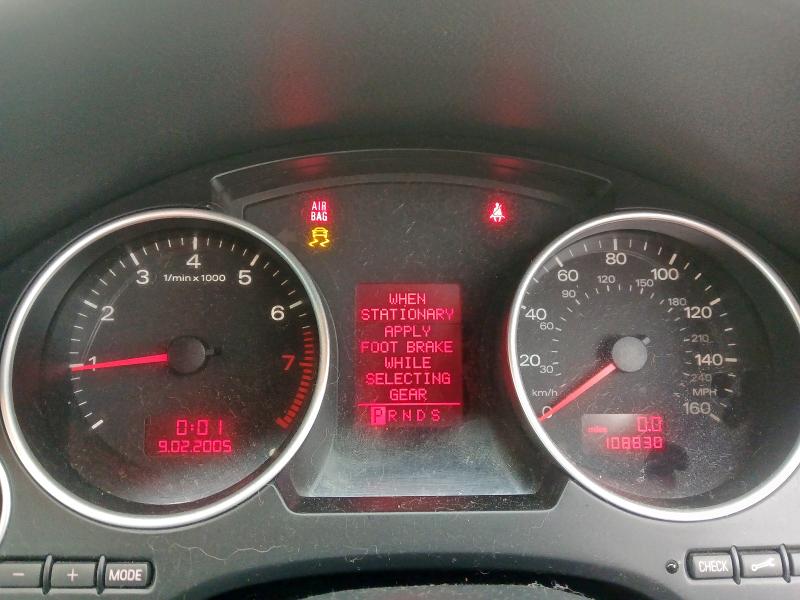 AIR
BAG
1/min x 1000
1
2
3
4
5
6
7
0:01
9.02.2005
WHEN
STATIONARY
APPLY
FOOT BRAKE
WHILE
SELECTING
GEAR
P R N D S
0
20
40
60
80
100
120
140
160
30
60
90
120
150
180
210
240
km/h
MPH
miles 0.0
108830
- + MODE
CHECK